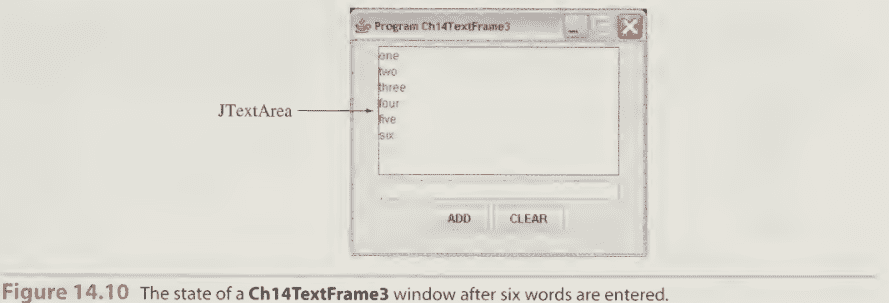 Program Ch14TextFrame3
one
two
three
four
five
six
JTextArea
ADD CLEAR
Figure 14.10 The state of a Ch14TextFrame3 window after six words are entered.